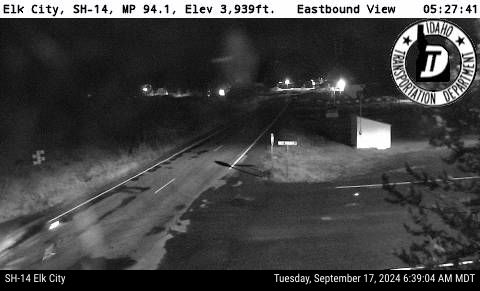 Elk City, SH-14, MP 94.1, Elev 3,939ft. Eastbound View 05:27:41
IDAHO
TRANSPORTATION DEPARTMENT
SH-14 Elk City Tuesday, September 17, 2024 6:39:04 AM MDT